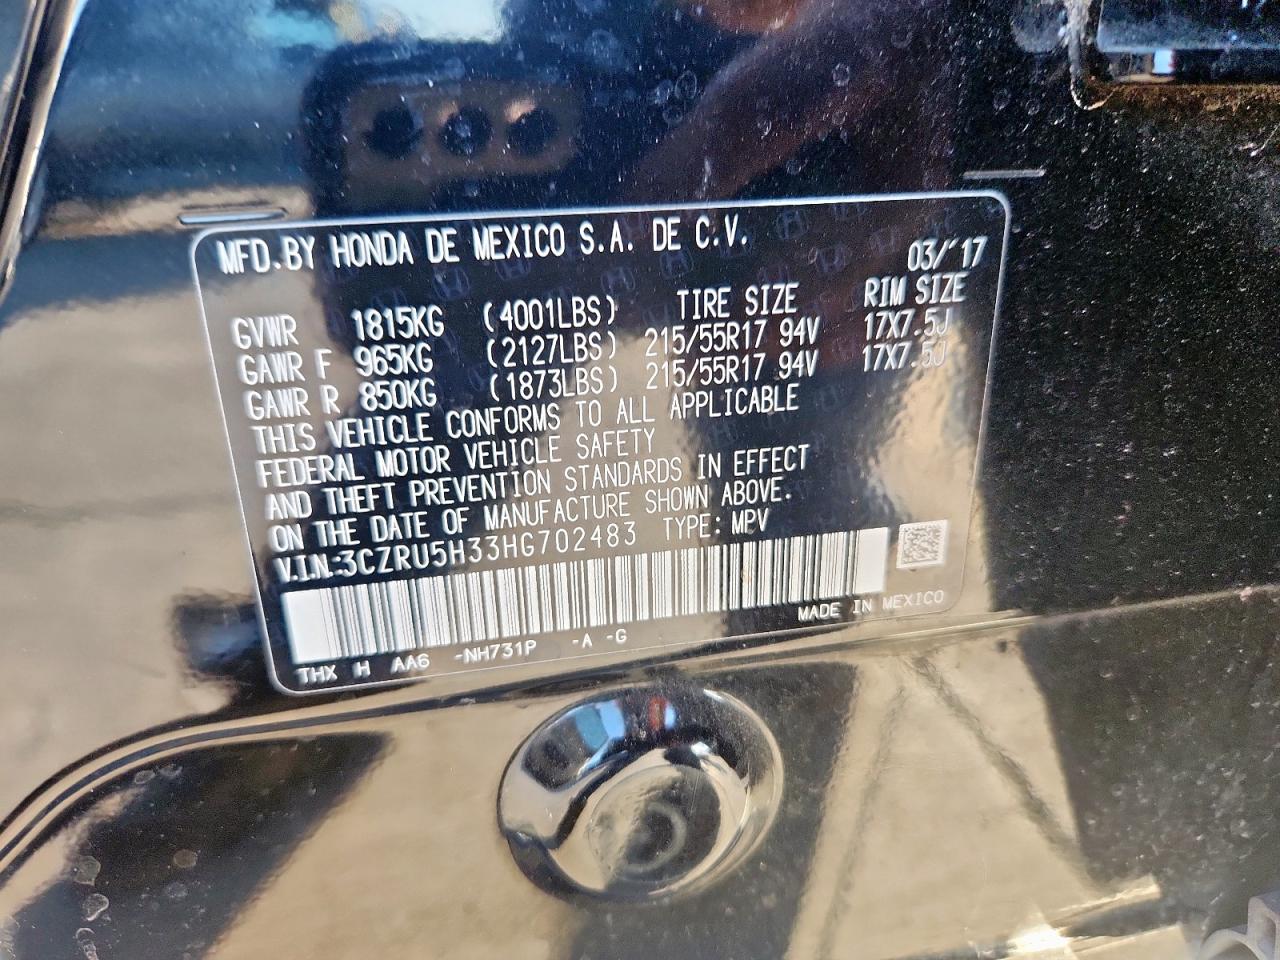 MFD. BY HONDA DE MEXICO S.A. DE C.V. 03/'17
TIRE SIZE RIM SIZE
GVWR 1815KG (4001LBS)
GAWR F 965KG (2127LBS) 215/55R17 94V 17X7.5J
GAWR R 850KG (1873LBS) 215/55R17 94V 17X7.5J
THIS VEHICLE CONFORMS TO ALL APPLICABLE
FEDERAL MOTOR VEHICLE SAFETY
AND THEFT PREVENTION STANDARDS IN EFFECT
ON THE DATE OF MANUFACTURE SHOWN ABOVE.
V.I.N.:3CZRU5H33HG702483 TYPE: MPV
MADE IN MEXICO
THX H AA6 -NH731P -A -G